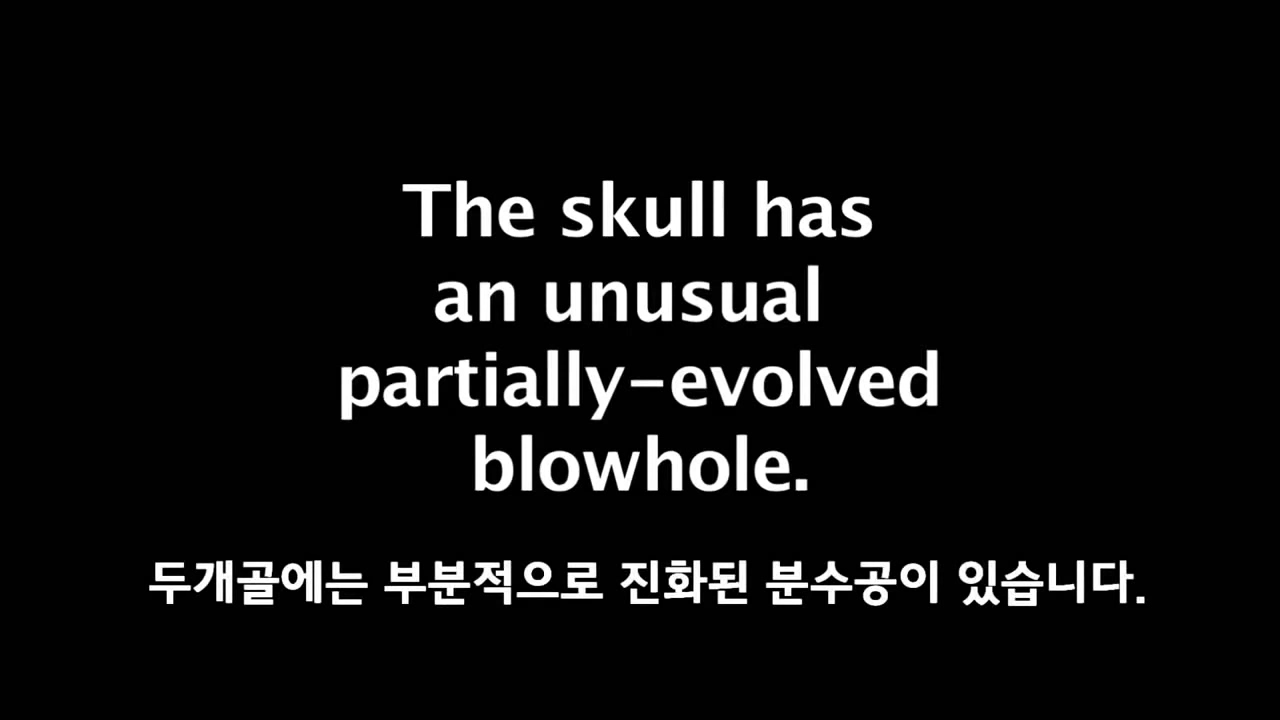 The skull has
an unusual
partially-evolved
blowhole.
두개골에는 부분적으로 진화된 분수공이 있습니다.